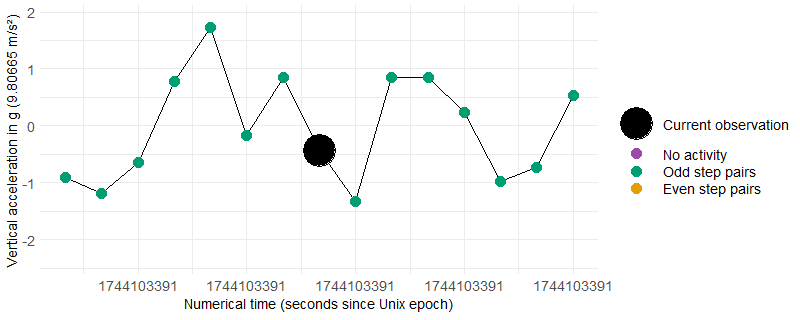 Vertical acceleration in g (9.80665 m/s²)
2
1
0
-1
-2
1744103391 1744103391 1744103391 1744103391 1744103391
Numerical time (seconds since Unix epoch)
Current observation
No activity
Odd step pairs
Even step pairs